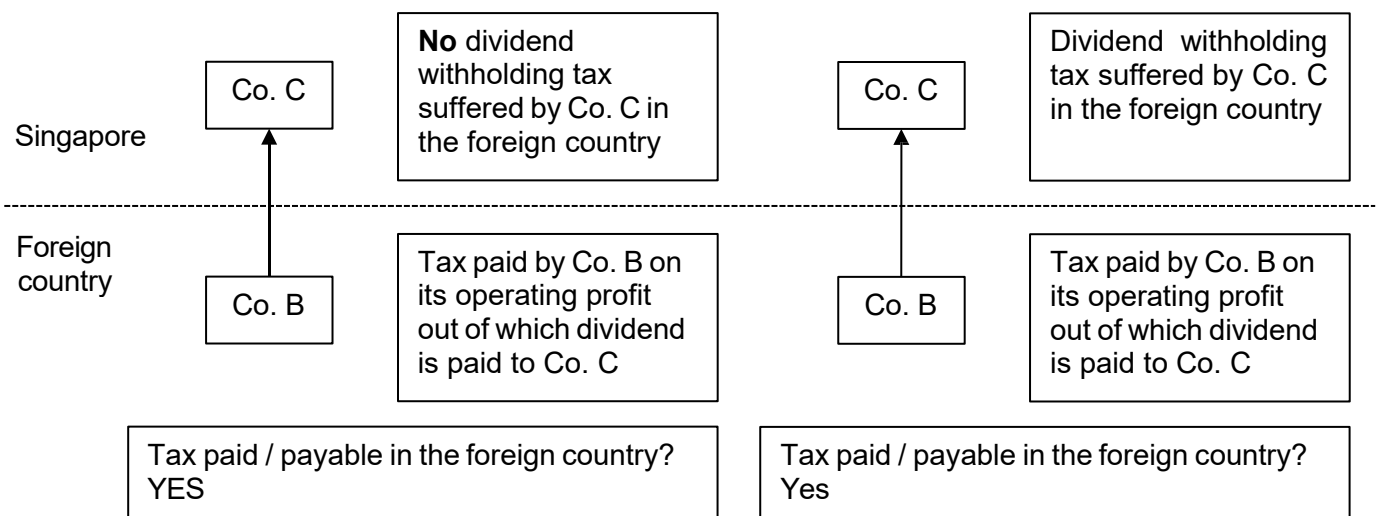 No dividend
withholding tax
suffered by Co. C in
the foreign country
Co. C
Singapore
Dividend withholding
tax suffered by Co. C
in the foreign country
Co. C
Foreign
country
Co. B
Tax paid by Co. B on
its operating profit
out of which dividend
is paid to Co. C
Co. B
Tax paid by Co. B on
its operating profit
out of which dividend
is paid to Co. C
Tax paid / payable in the foreign country?
YES
Tax paid / payable in the foreign country?
Yes